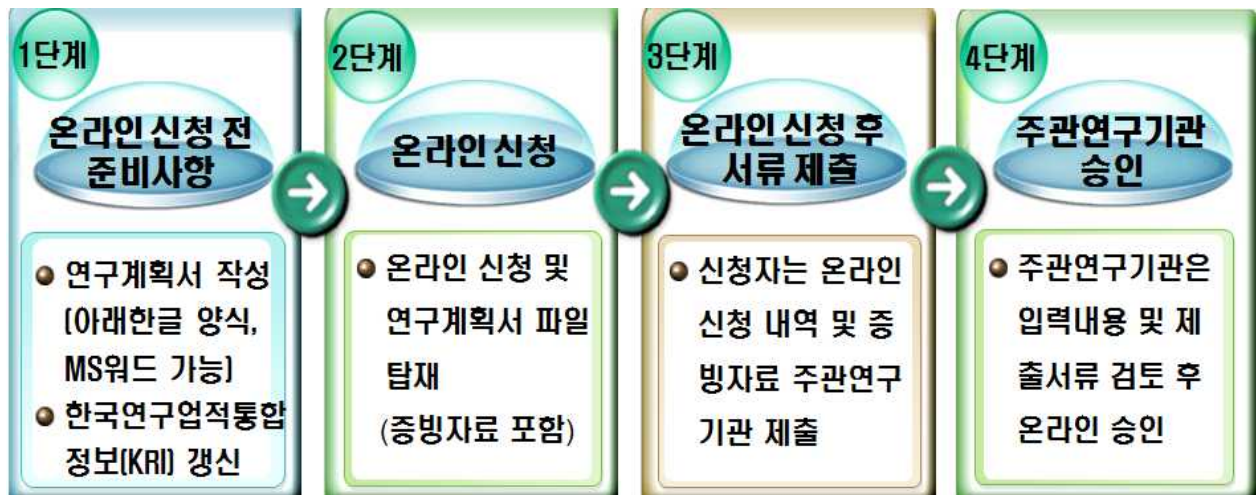 1단계
온라인 신청 전
준비사항
연구계획서 작성
(아래한글 양식,
MS워드 가능)
한국연구업적통합
정보(KRI) 갱신
2단계
온라인 신청
온라인 신청 및
연구계획서 파일
탑재
(증빙자료 포함)
3단계
온라인 신청 후
서류 제출
신청자는 온라인
신청 내역 및 증
빙자료 주관연구
기관 제출
4단계
주관연구기관
승인
주관연구기관은
입력내용 및 제
출서류 검토 후
온라인 승인